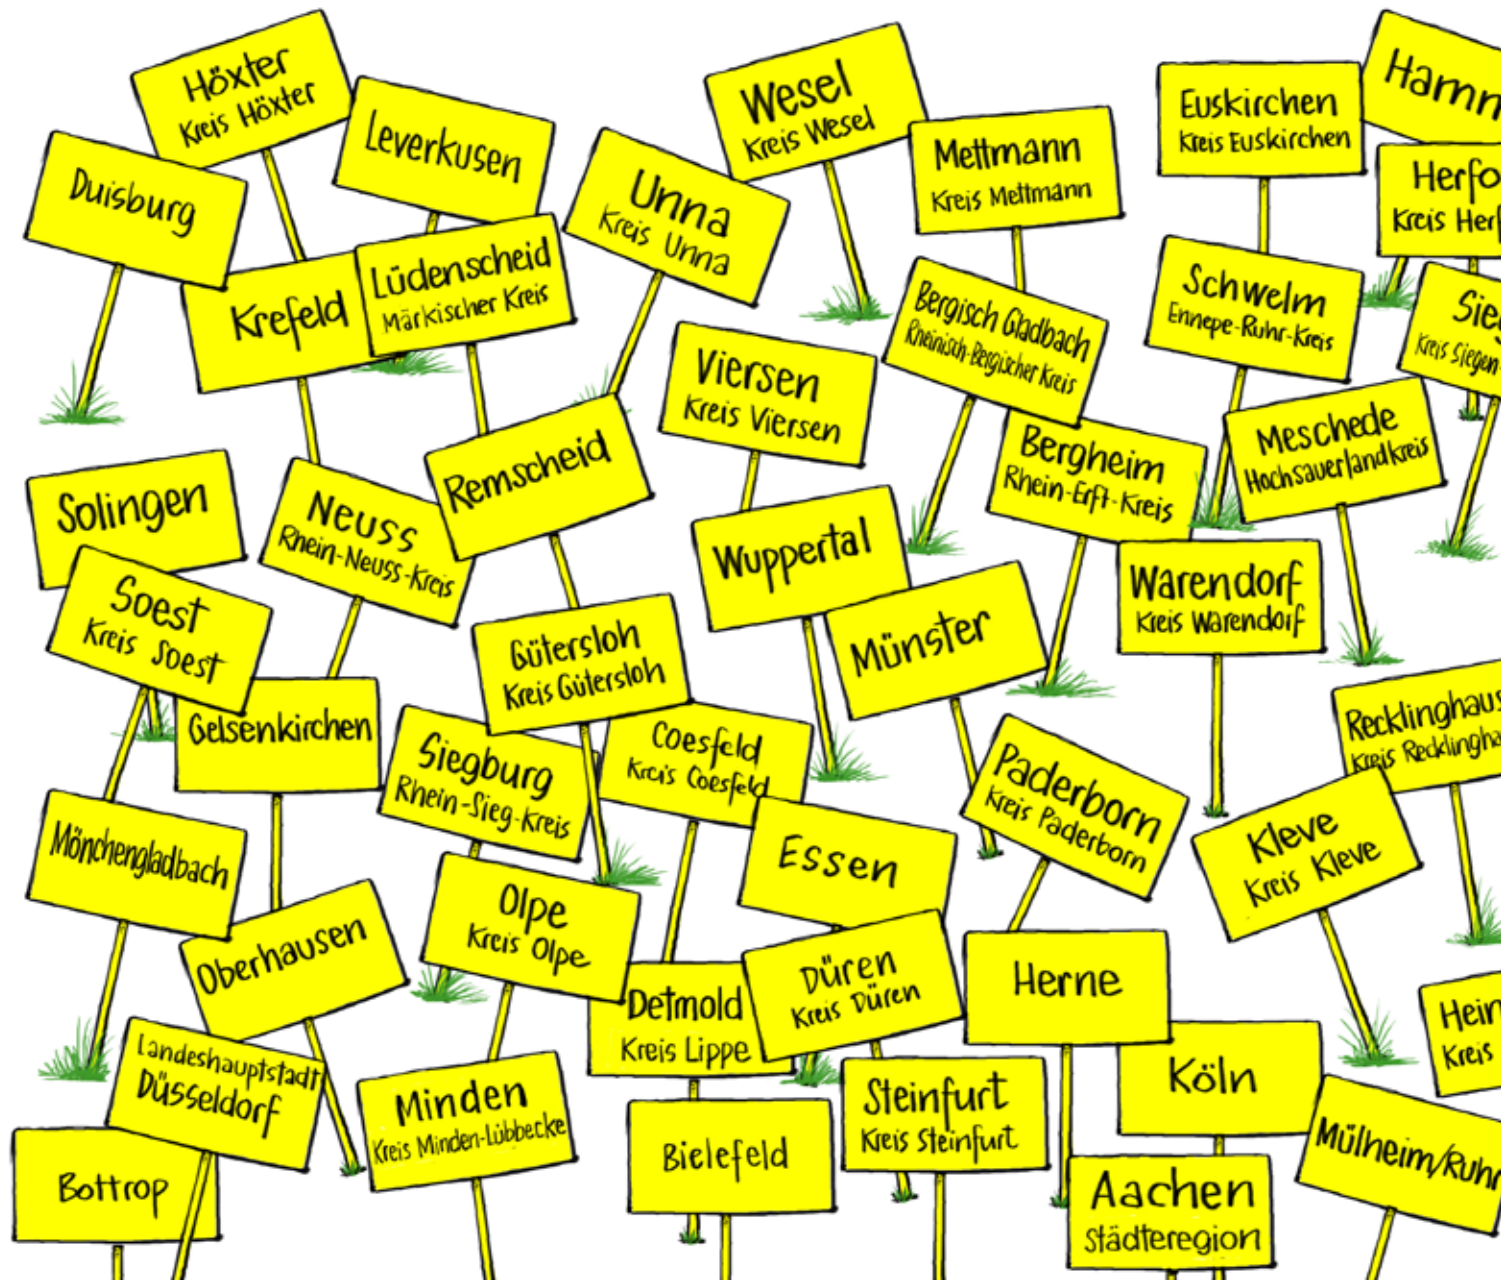 Höxter
Kreis Höxter
Leverkusen
Duisburg
Wesel
Kreis Wesel
Mettmann
Kreis Mettmann
Euskirchen
Kreis Euskirchen
Unna
Kreis Unna
Krefeld
Lüdenscheid
Märkischer Kreis
Bergisch Gladbach
Rheinisch-Bergischer Kreis
Schwelm
Ennepe-Ruhr-Kreis
Viersen
Kreis Viersen
Bergheim
Rhein-Erft-Kreis
Meschede
Hochsauerlandkreis
Solingen
Neuss
Rhein-Neuss-Kreis
Remscheid
Wuppertal
Soest
Kreis Soest
Gütersloh
Kreis Gütersloh
Münster
Warendorf
Kreis Warendorf
Gelsenkirchen
Siegburg
Rhein-Sieg-Kreis
Coesfeld
Kreis Coesfeld
Paderborn
Kreis Paderborn
Kleve
Kreis Kleve
Mönchengladbach
Essen
Oberhausen
Olpe
Kreis Olpe
Detmold
Kreis Lippe
Düren
Kreis Düren
Herne
Kreis
Landeshauptstadt
Düsseldorf
Minden
Kreis Minden-Lübbecke
Steinfurt
Kreis Steinfurt
Köln
Mülheim/Ruhr
Bottrop
Bielefeld
Aachen
Städteregion